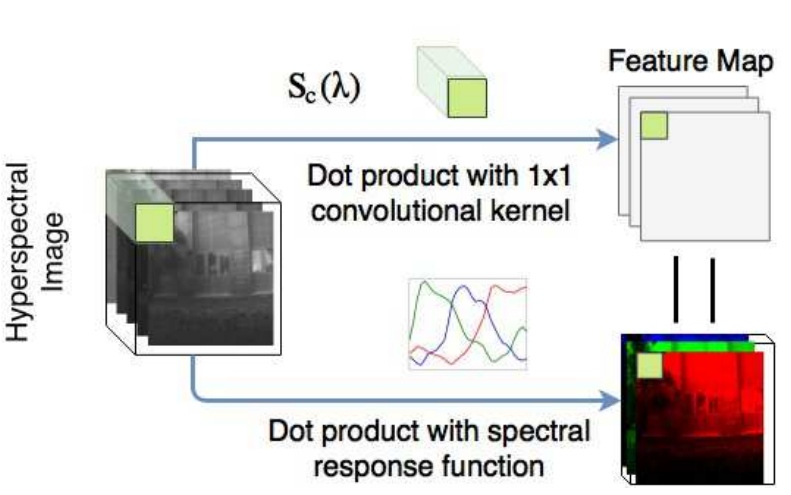 Feature Map
S_c(λ)
Dot product with 1x1
convolutional kernel
Hyperspectral
Image
Dot product with spectral
response function